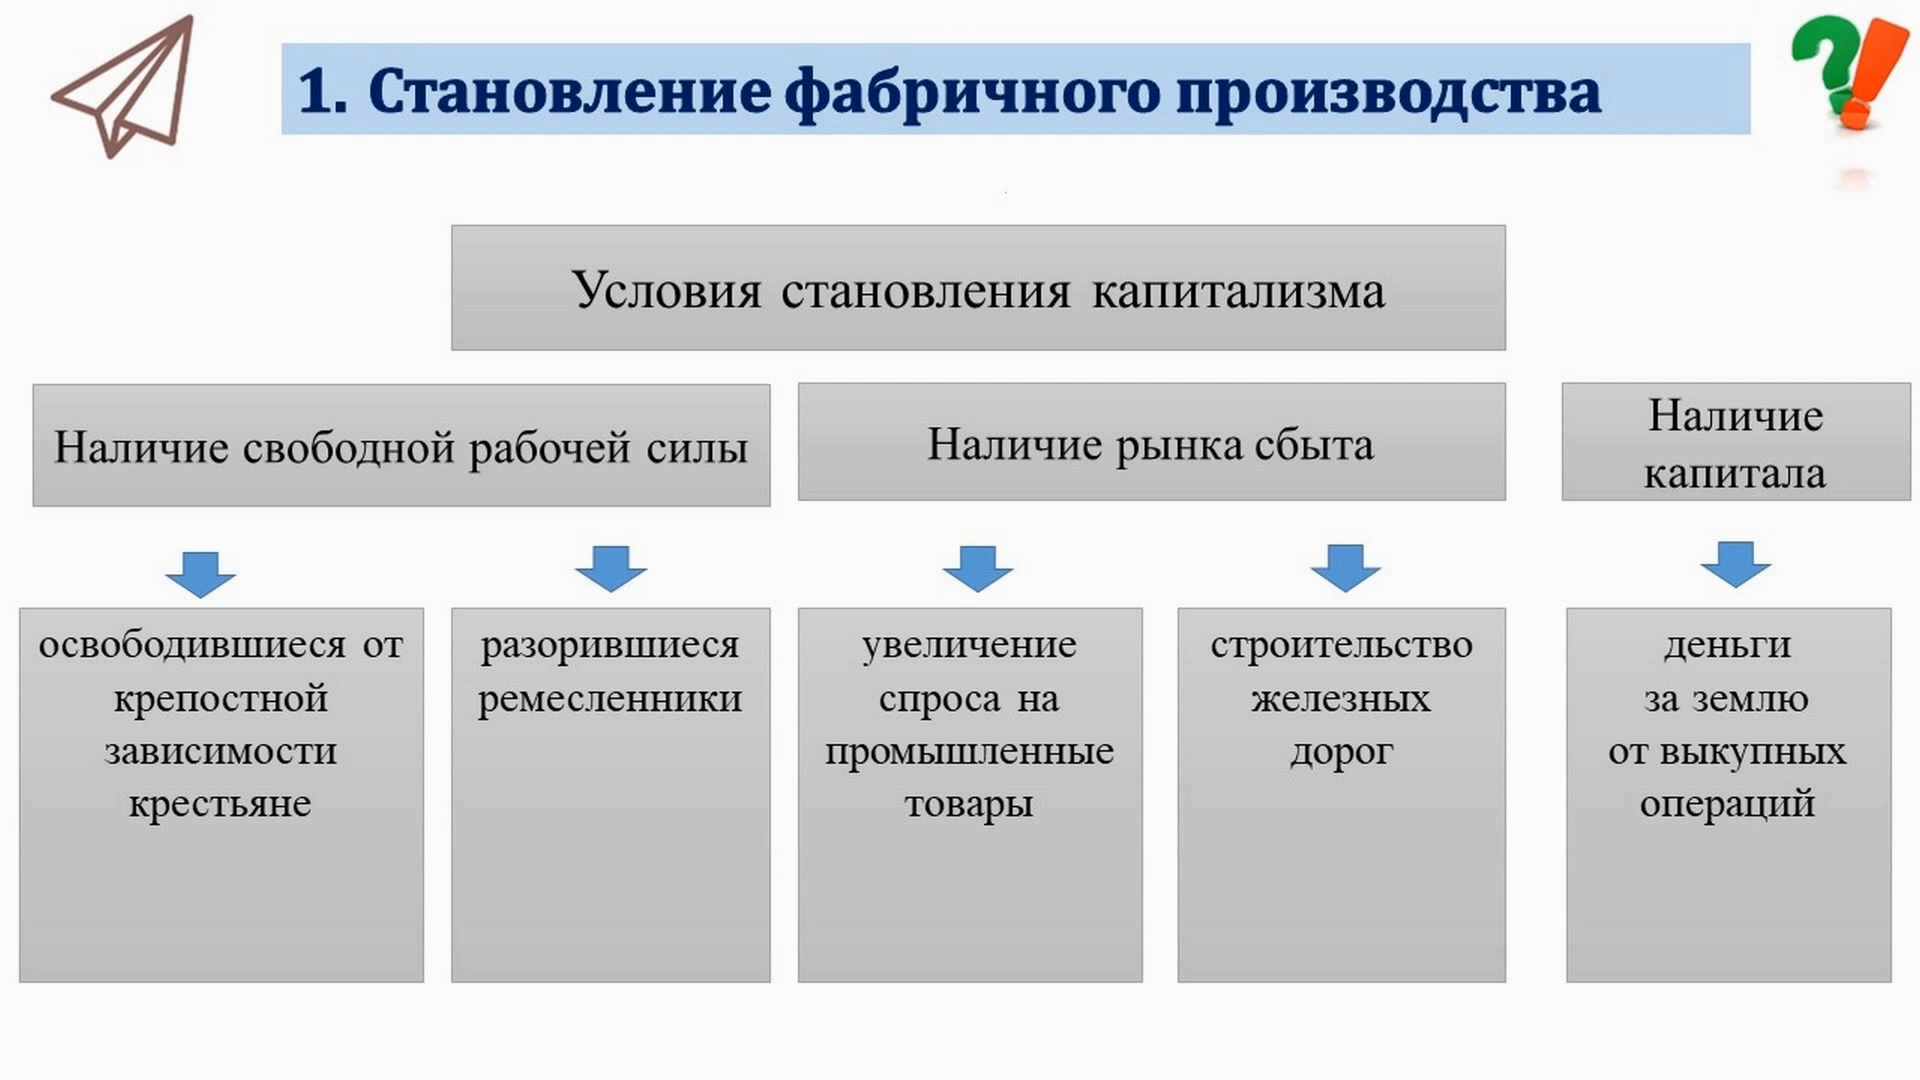 1. Становление фабричного производства
Условия становления капитализма
Наличие свободной рабочей силы
Наличие рынка сбыта
Наличие
капитала
освободившиеся от
крепостной
зависимости
крестьяне
разорившиеся
ремесленники
увеличение
спроса на
промышленные
товары
строительство
железных
дорог
деньги
за землю
от выкупных
операций